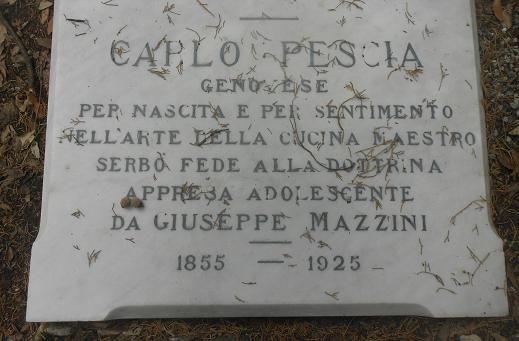 CARLO PESCIA
GENOVESE
PER NASCITA E PER SENTIMENTO
NELL'ARTE DELLA CUCINA MAESTRO
SERBÒ FEDE ALLA DOTTRINA
APPRESA ADOLESCENTE
DA GIUSEPPE MAZZINI
1855 — 1925